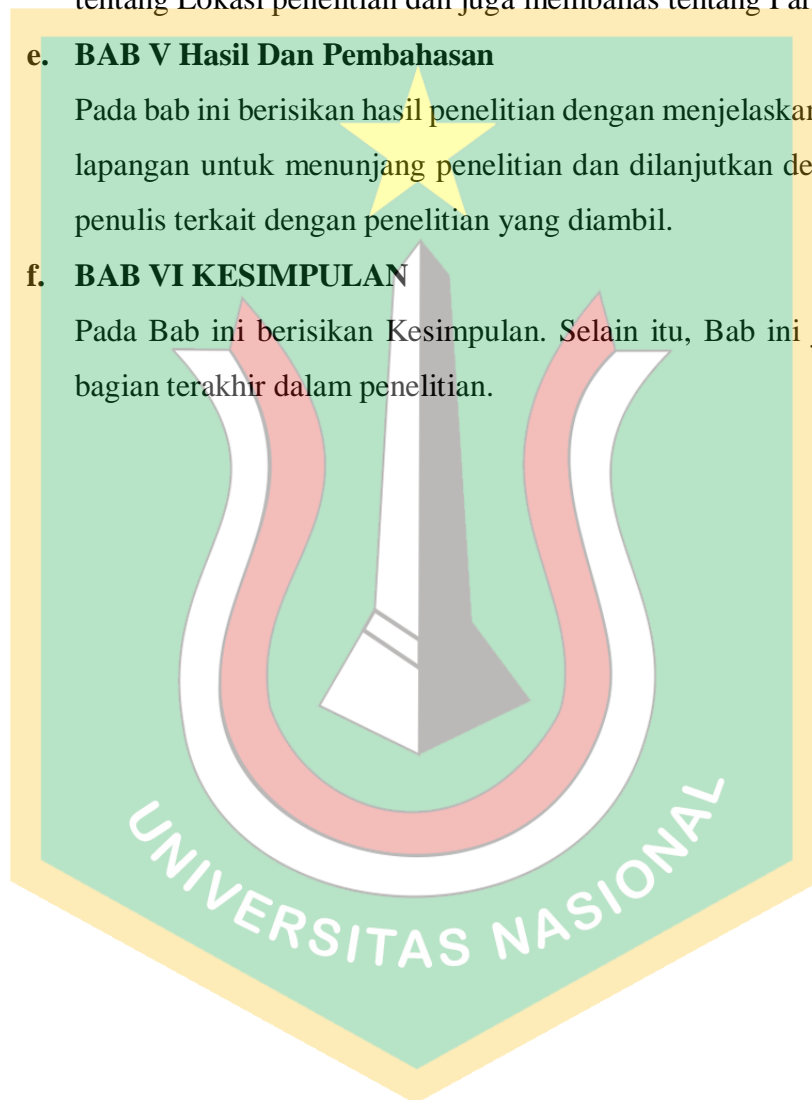 tentang Lokasi penelitian dan juga membahas tentang Par
e. BAB V Hasil Dan Pembahasan
Pada bab ini berisikan hasil penelitian dengan menjelaskan
lapangan untuk menunjang penelitian dan dilanjutkan de
penulis terkait dengan penelitian yang diambil.
f. BAB VI KESIMPULAN
Pada Bab ini berisikan Kesimpulan. Selain itu, Bab ini
bagian terakhir dalam penelitian.
UNIVERSITAS NASIONAL